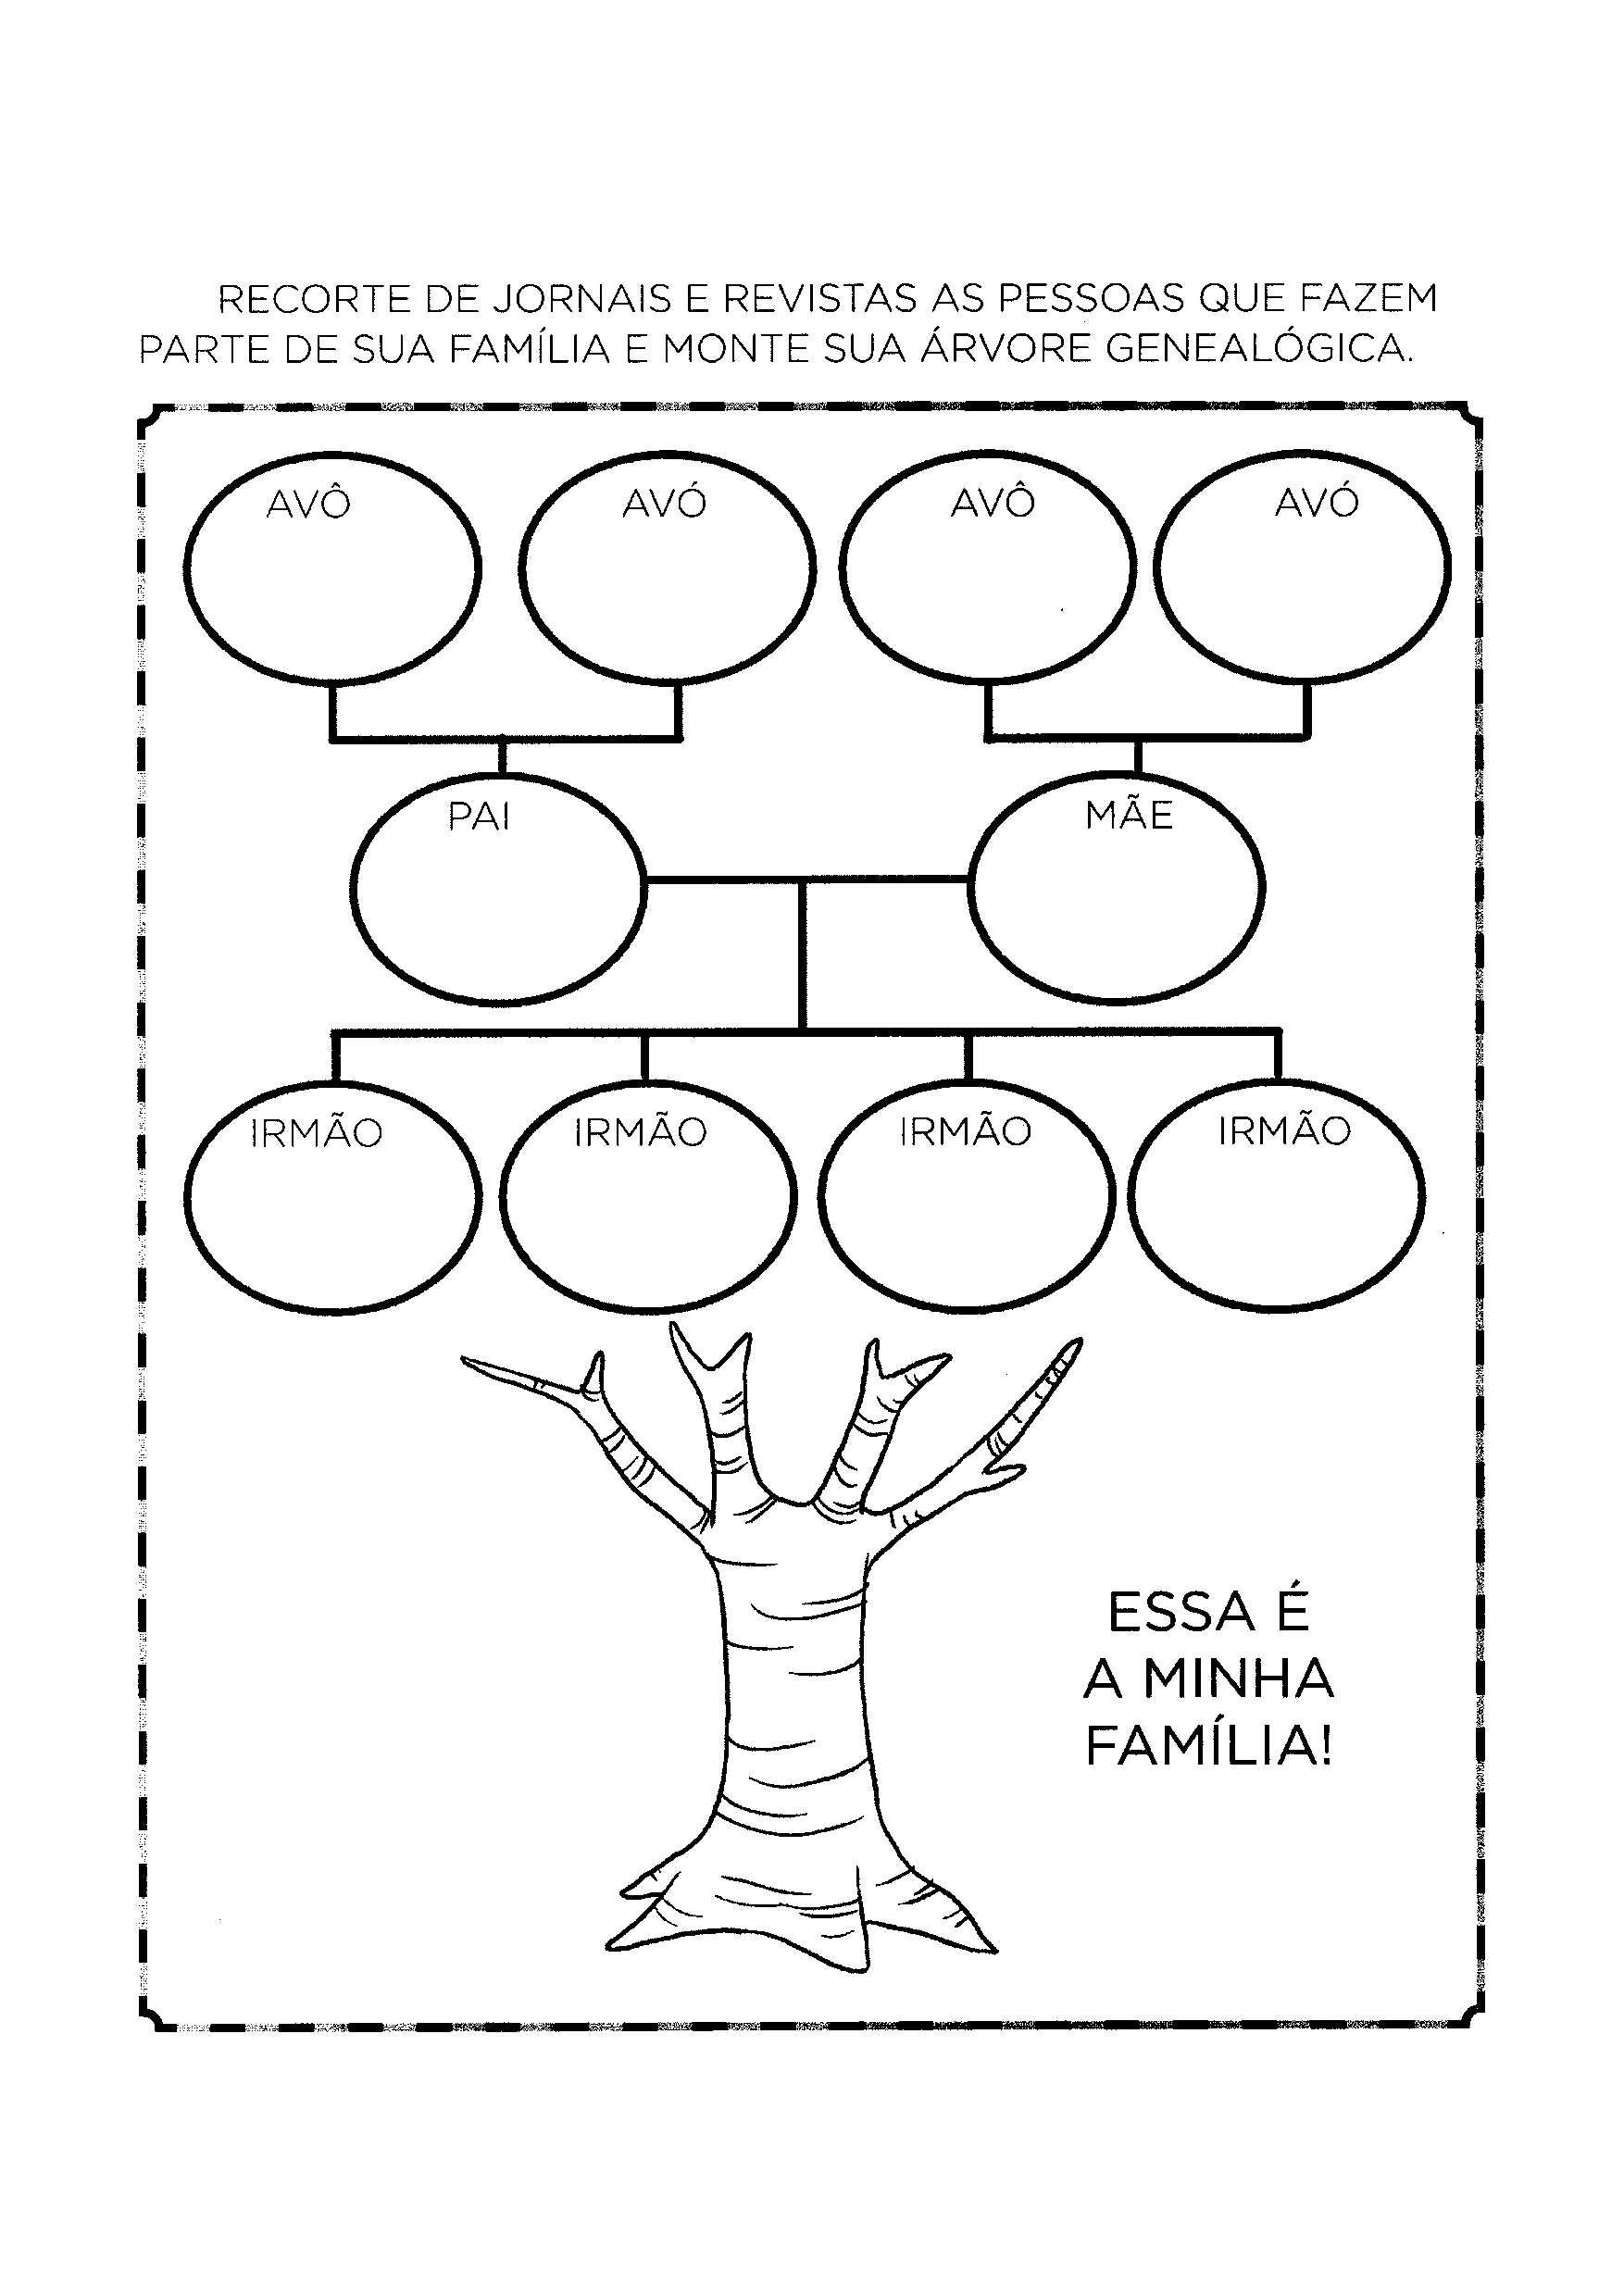 RECORTE DE JORNAIS E REVISTAS AS PESSOAS QUE FAZEM
PARTE DE SUA FAMÍLIA E MONTE SUA ÁRVORE GENEALÓGICA.
AVÔ AVÓ AVÔ AVÓ
PAI MÃE
IRMÃO IRMÃO IRMÃO IRMÃO
ESSA É
A MINHA
FAMÍLIA!